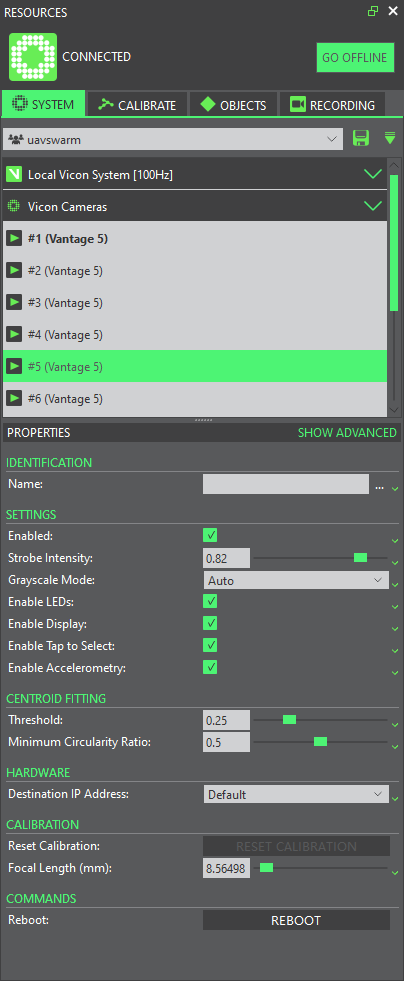 RESOURCES
CONNECTED
GO OFFLINE
SYSTEM CALIBRATE OBJECTS RECORDING
uavswarm
Local Vicon System [100Hz]
Vicon Cameras
#1 (Vantage 5)
#2 (Vantage 5)
#3 (Vantage 5)
#4 (Vantage 5)
#5 (Vantage 5)
#6 (Vantage 5)
PROPERTIES SHOW ADVANCED
IDENTIFICATION
Name: ...
SETTINGS
Enabled:
Strobe Intensity: 0.82
Grayscale Mode: Auto
Enable LEDs:
Enable Display:
Enable Tap to Select:
Enable Accelerometry:
CENTROID FITTING
Threshold: 0.25
Minimum Circularity Ratio: 0.5
HARDWARE
Destination IP Address: Default
CALIBRATION
Reset Calibration: RESET CALIBRATION
Focal Length (mm): 8.56498
COMMANDS
Reboot: REBOOT